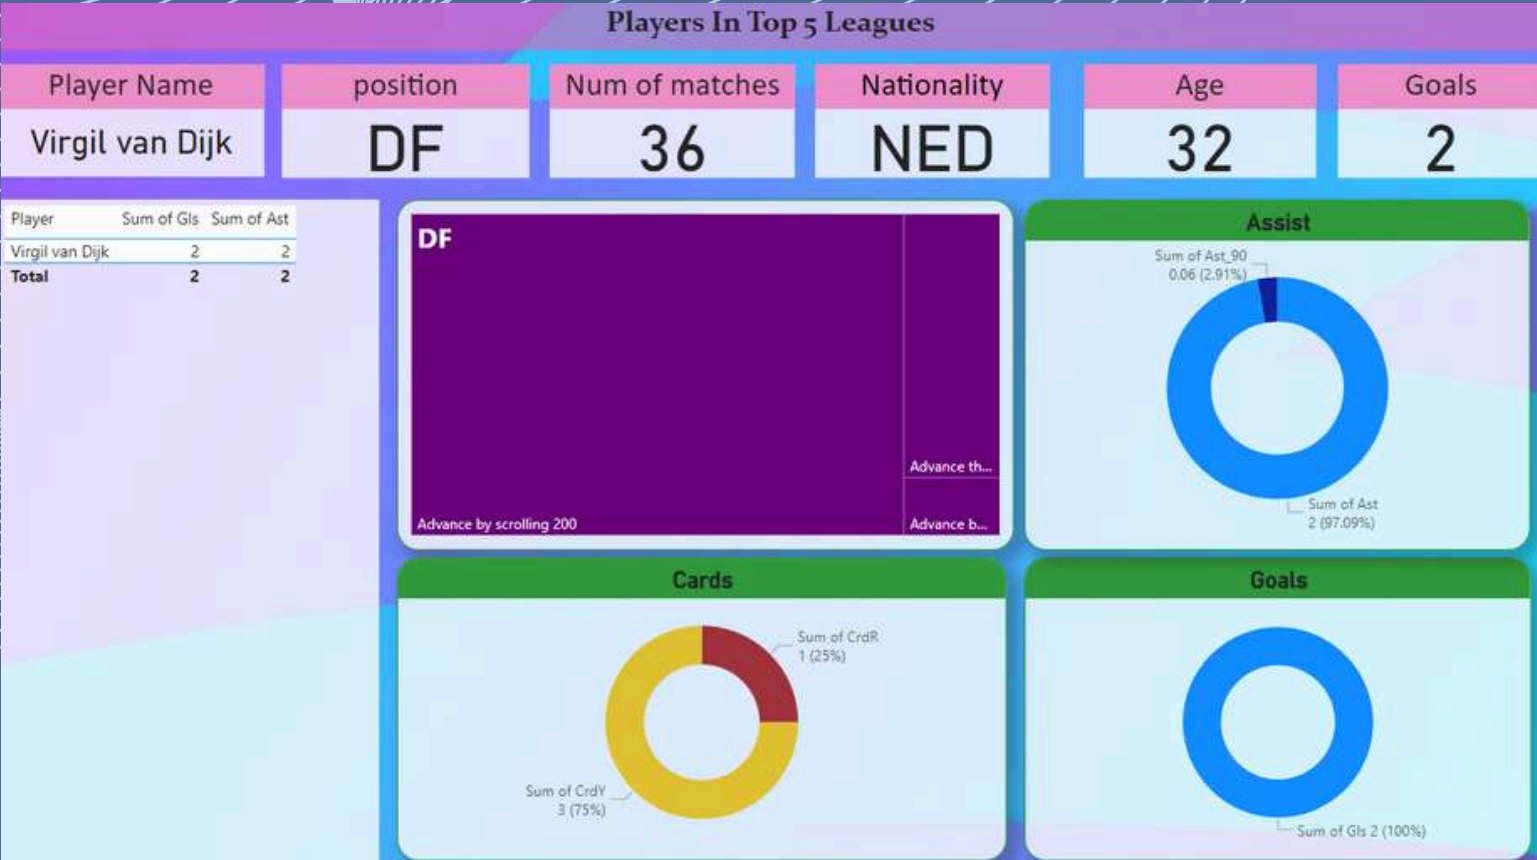 Players In Top 5 Leagues
Player Name
Virgil van Dijk
position
DF
Num of matches
36
Nationality
NED
Age
32
Goals
2
Player Sum of Gls Sum of Ast
Virgil van Dijk 2 2
Total 2 2
DF
Advance by scrolling 200
Advance th...
Advance b...
Assist
Sum of Ast_90
0.06 (2.91%)
Sum of Ast
2 (97.09%)
Cards
Sum of CrdR
1 (25%)
Sum of CrdY
3 (75%)
Goals
Sum of Gls 2 (100%)